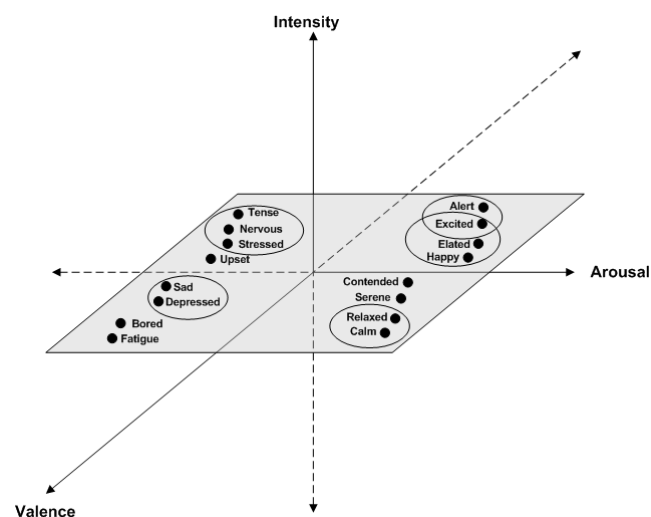 Intensity
Tense
Nervous
Stressed
Upset
Alert
Excited
Elated
Happy
Arousal
Sad
Depressed
Bored
Fatigue
Contended
Serene
Relaxed
Calm
Valence